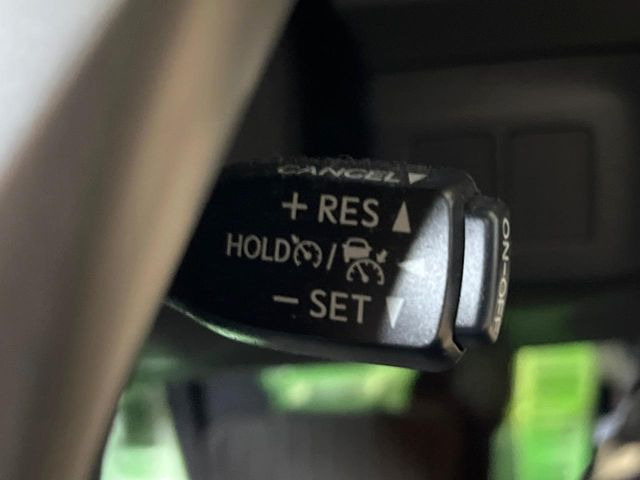 CANCEL▼
+ RES ▲
HOLD / ◀
− SET ▼
ON-OFF